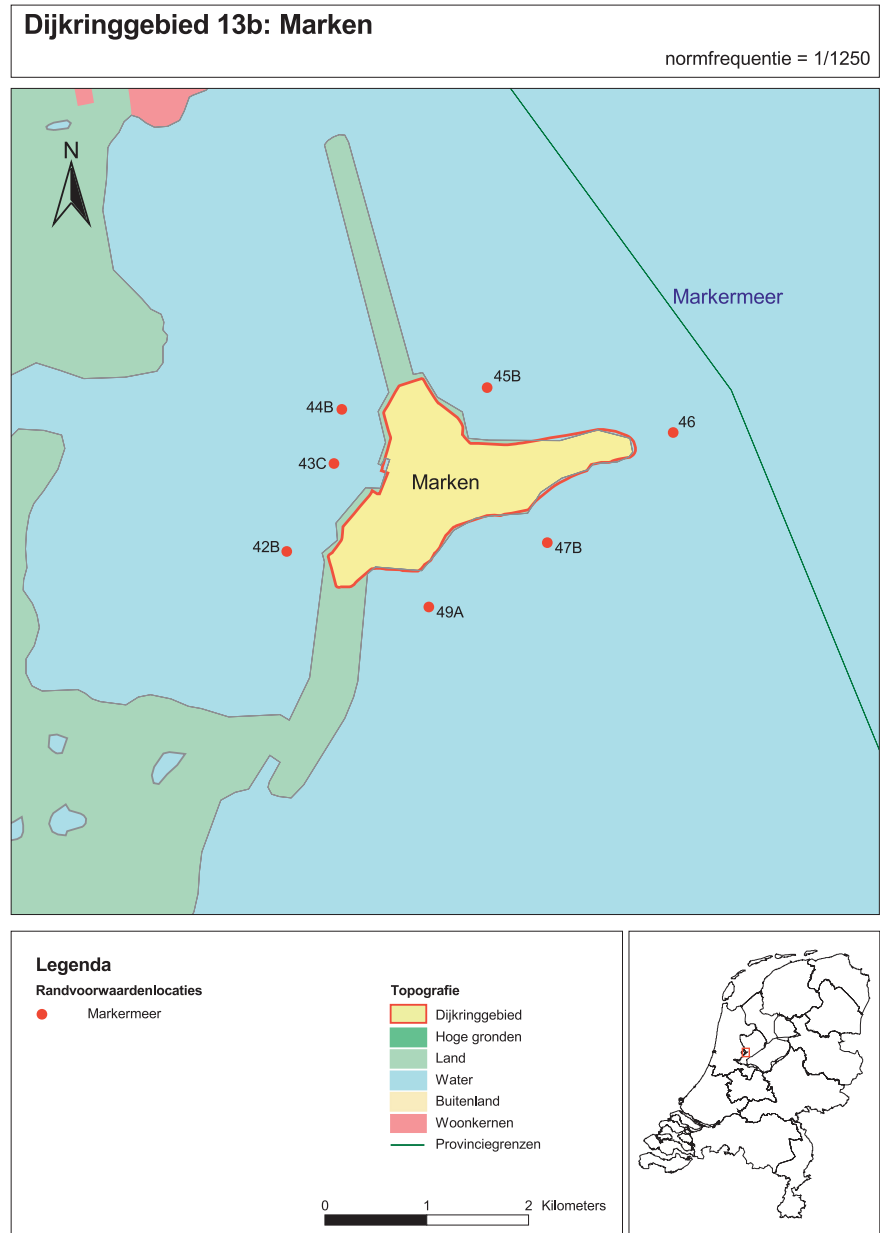 Dijkringgebied 13b: Marken
normfrequentie = 1/1250
N
Markermeer
45B
44B
46
43C
Marken
42B
47B
49A
Legenda
Randvoorwaardenlocaties
Markermeer
Topografie
Dijkringgebied
Hoge gronden
Land
Water
Buitenland
Woonkernen
Provinciegrenzen
0 1 2 Kilometers